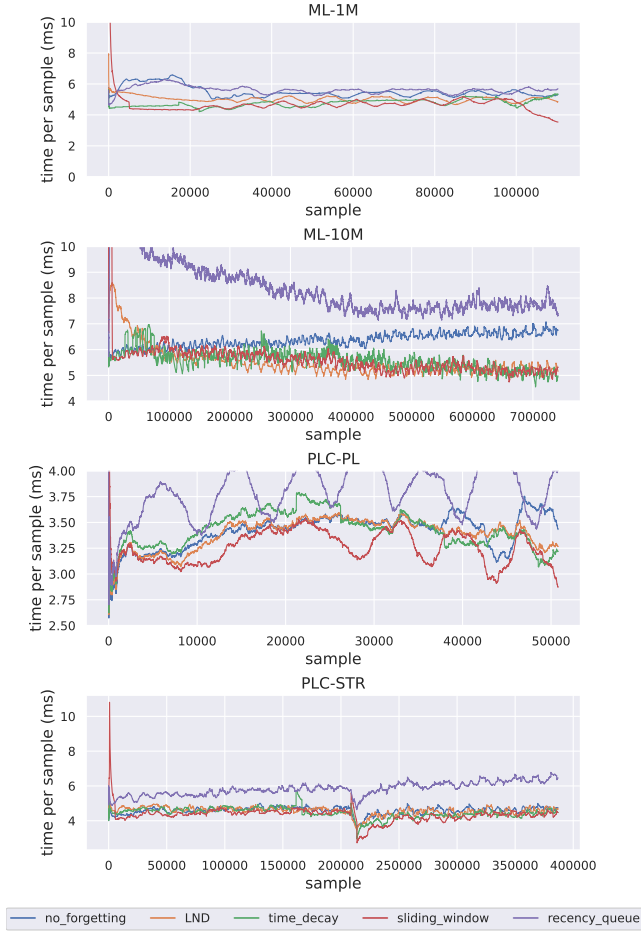 ML-1M
time per sample (ms)
10
8
6
4
2
0
0 20000 40000 60000 80000 100000
sample
ML-10M
time per sample (ms)
10
9
8
7
6
5
4
0 100000 200000 300000 400000 500000 600000 700000
sample
PLC-PL
time per sample (ms)
4.00
3.75
3.50
3.25
3.00
2.75
2.50
0 10000 20000 30000 40000 50000
sample
PLC-STR
time per sample (ms)
10
8
6
4
0 50000 100000 150000 200000 250000 300000 350000 400000
sample
no_forgetting LND time_decay sliding_window recency_queue